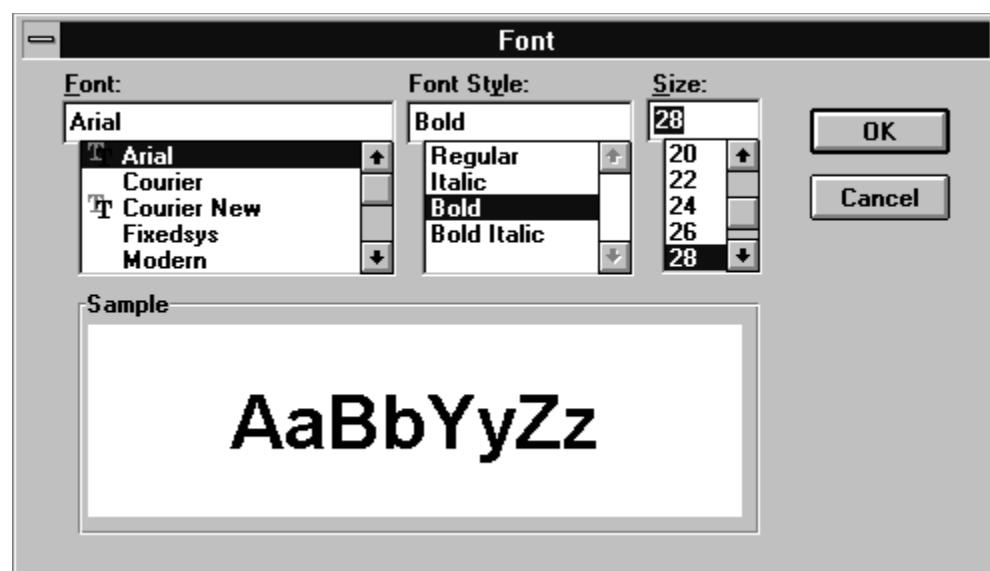 Font
Font:
Font Style:
Size:
Arial
Bold
28
OK
Arial
Courier
Courier New
Fixedsys
Modern
Regular
Italic
Bold
Bold Italic
20
22
24
26
28
Cancel
Sample
AaBbYyZz